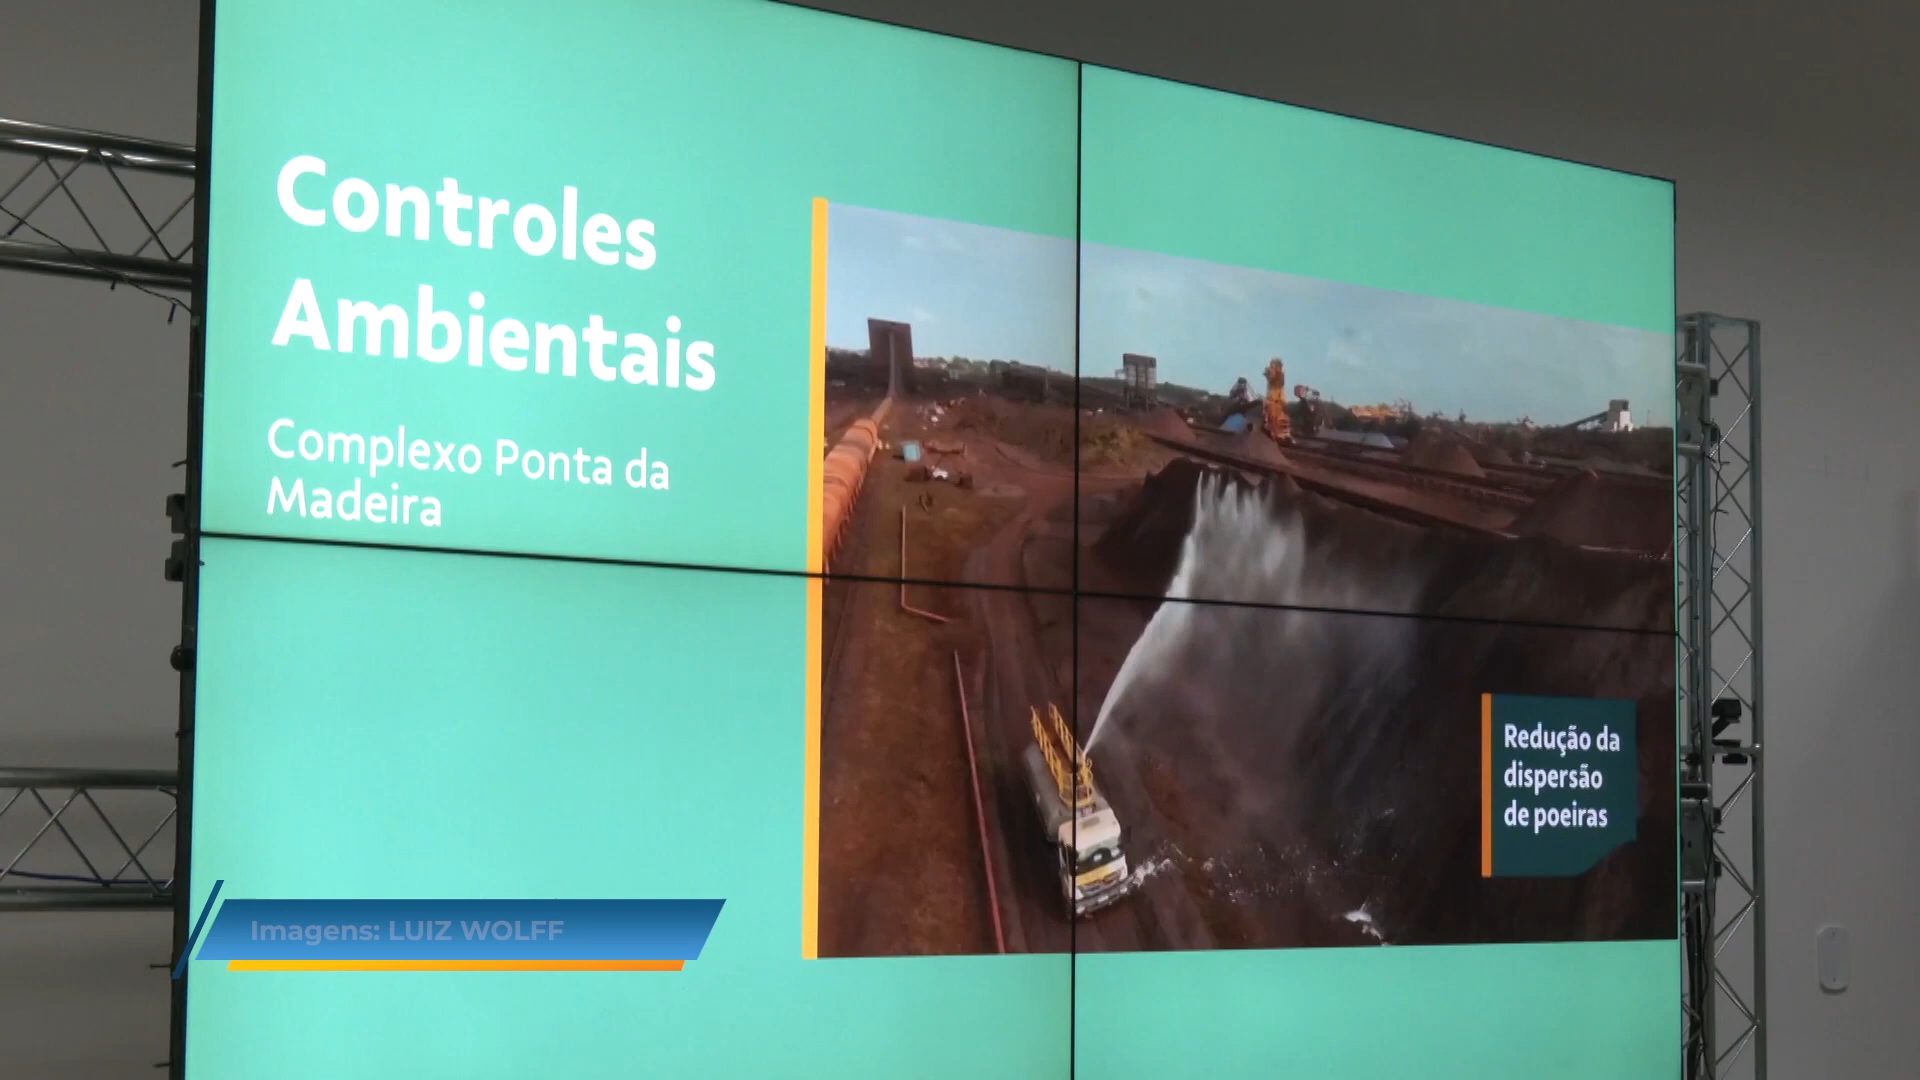 Controles
Ambientais
Complexo Ponta da
Madeira
Redução da
dispersão
de poeiras
Imagens: LUIZ WOLFF